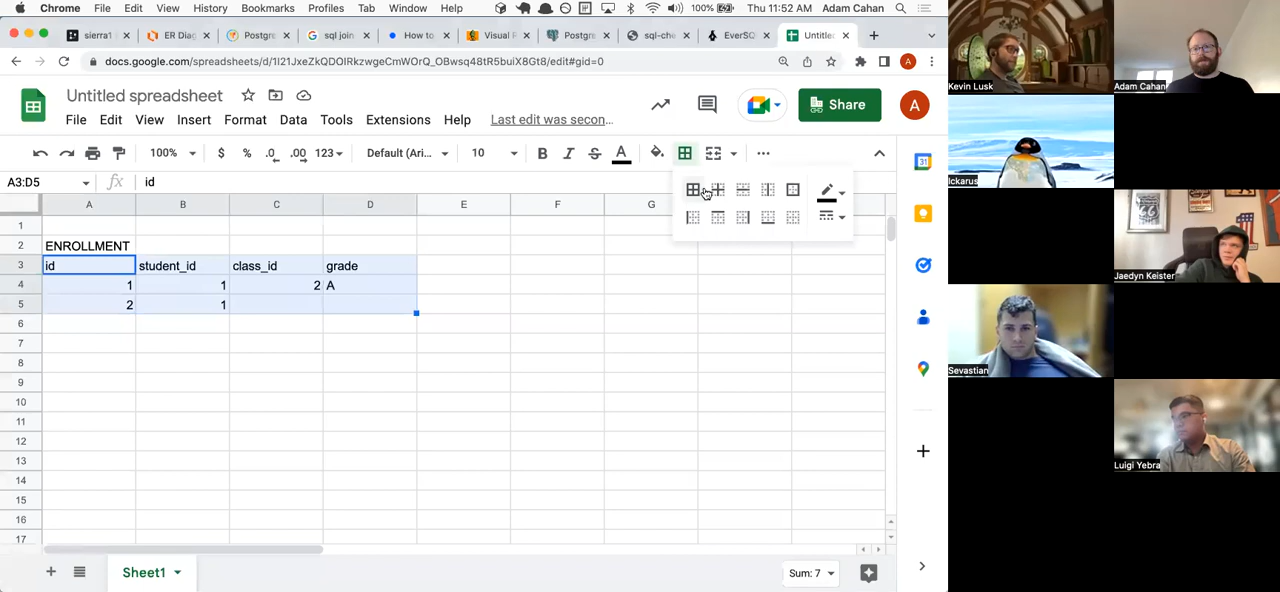 Chrome File Edit View History Bookmarks Profiles Tab Window Help 100% Thu 11:52 AM Adam Cahan
sierra1 ER Diag Postgre sql join How to Visual P Postgre sql-che EverSQ Untitle
docs.google.com/spreadsheets/d/1I21JxeZkQDOIRkzwgeCmWOrQ_OBwsq48tR5bIX8Gt8/edit#gid=0 A
Untitled spreadsheet
File Edit View Insert Format Data Tools Extensions Help Last edit was secon...
Share A
100% $ % .0 .00 123 Default (Ari... 10 B I S A
A3:D5 fx id
A B C D E F G
1
2 ENROLLMENT
3 id student_id class_id grade
4 1 1 2 A
5 2 1
6
7
8
9
10
11
12
13
14
15
16
17
Sheet1 Sum: 7
31
Kevin Lusk
Adam Cahan
Ickarus
66
Jaedyn Keister
Sevastian
Luigi Yebra